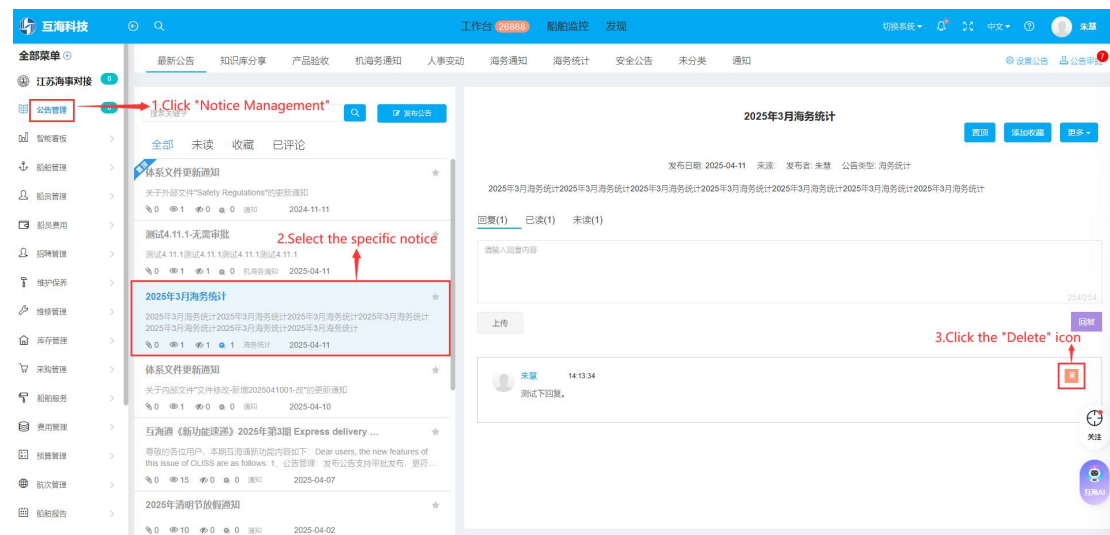 互海科技
工作台 26868 船舶监控 发现
切换系统 中文 朱慧
全部菜单
江苏海事对接 0
公告管理
智能看板
船舶管理
船员管理
船员费用
招聘管理
维护保养
维修管理
库存管理
采购管理
船舶服务
费用管理
预算管理
航次管理
船舶报告
最新公告 知识库分享 产品验收 机海务通知 人事变动 海务通知 海务统计 安全公告 未分类 通知
设置公告 公告审批 7
1.Click "Notice Management"
搜索关键字 发布公告
全部 未读 收藏 已评论
体系文件更新通知
关于外部文件"Safety Regulations"的更新通知
0 1 0 0 通知 2024-11-11
测试4.11.1-无需审批
2.Select the specific notice
测试4.11.1测试4.11.1测试4.11.1测试4.11.1
0 1 1 0 机海务通知 2025-04-11
2025年3月海务统计
2025年3月海务统计2025年3月海务统计2025年3月海务统计2025年3月海务统计
2025年3月海务统计2025年3月海务统计2025年3月海务统计
0 1 1 1 海务统计 2025-04-11
体系文件更新通知
关于内部文件"文件修改-新增2025041001-改"的更新通知
0 1 0 0 通知 2025-04-10
互海通《新功能速递》2025年第3期 Express delivery ...
尊敬的各位用户，本期互海通新功能内容如下：Dear users, the new features of
this issue of OLISS are as follows: 1、公告管理：发布公告支持审批发布，更符...
0 15 0 0 通知 2025-04-07
2025年清明节放假通知
0 10 0 0 通知 2025-04-02
2025年3月海务统计
置顶 添加收藏 更多
发布日期: 2025-04-11 来源: 发布者: 朱慧 公告类型: 海务统计
2025年3月海务统计2025年3月海务统计2025年3月海务统计2025年3月海务统计2025年3月海务统计2025年3月海务统计2025年3月海务统计
回复(1) 已读(1) 未读(1)
请输入回复内容
254/254
上传 回复
3.Click the "Delete" icon
朱慧 14:13:34
测试下回复。
关注
互海AI